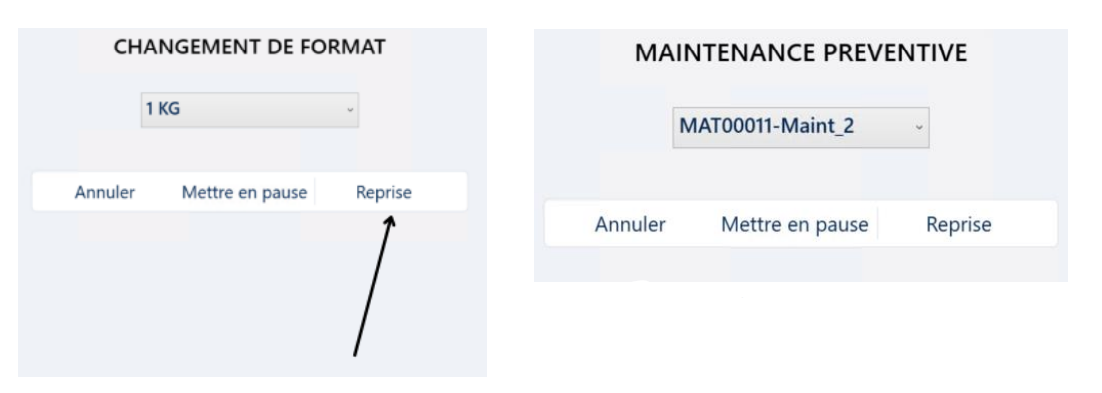 CHANGEMENT DE FORMAT
1 KG
Annuler Mettre en pause Reprise
MAINTENANCE PREVENTIVE
MAT00011-Maint_2
Annuler Mettre en pause Reprise